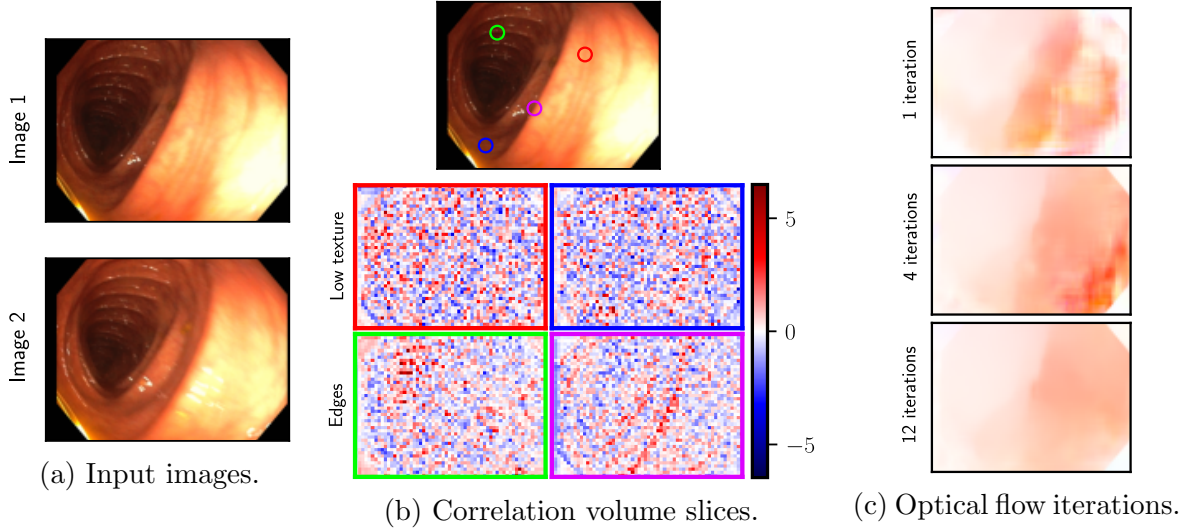 Image 1
Image 2
(a) Input images.
Low texture
Edges
5
0
−5
(b) Correlation volume slices.
1 iteration
4 iterations
12 iterations
(c) Optical flow iterations.